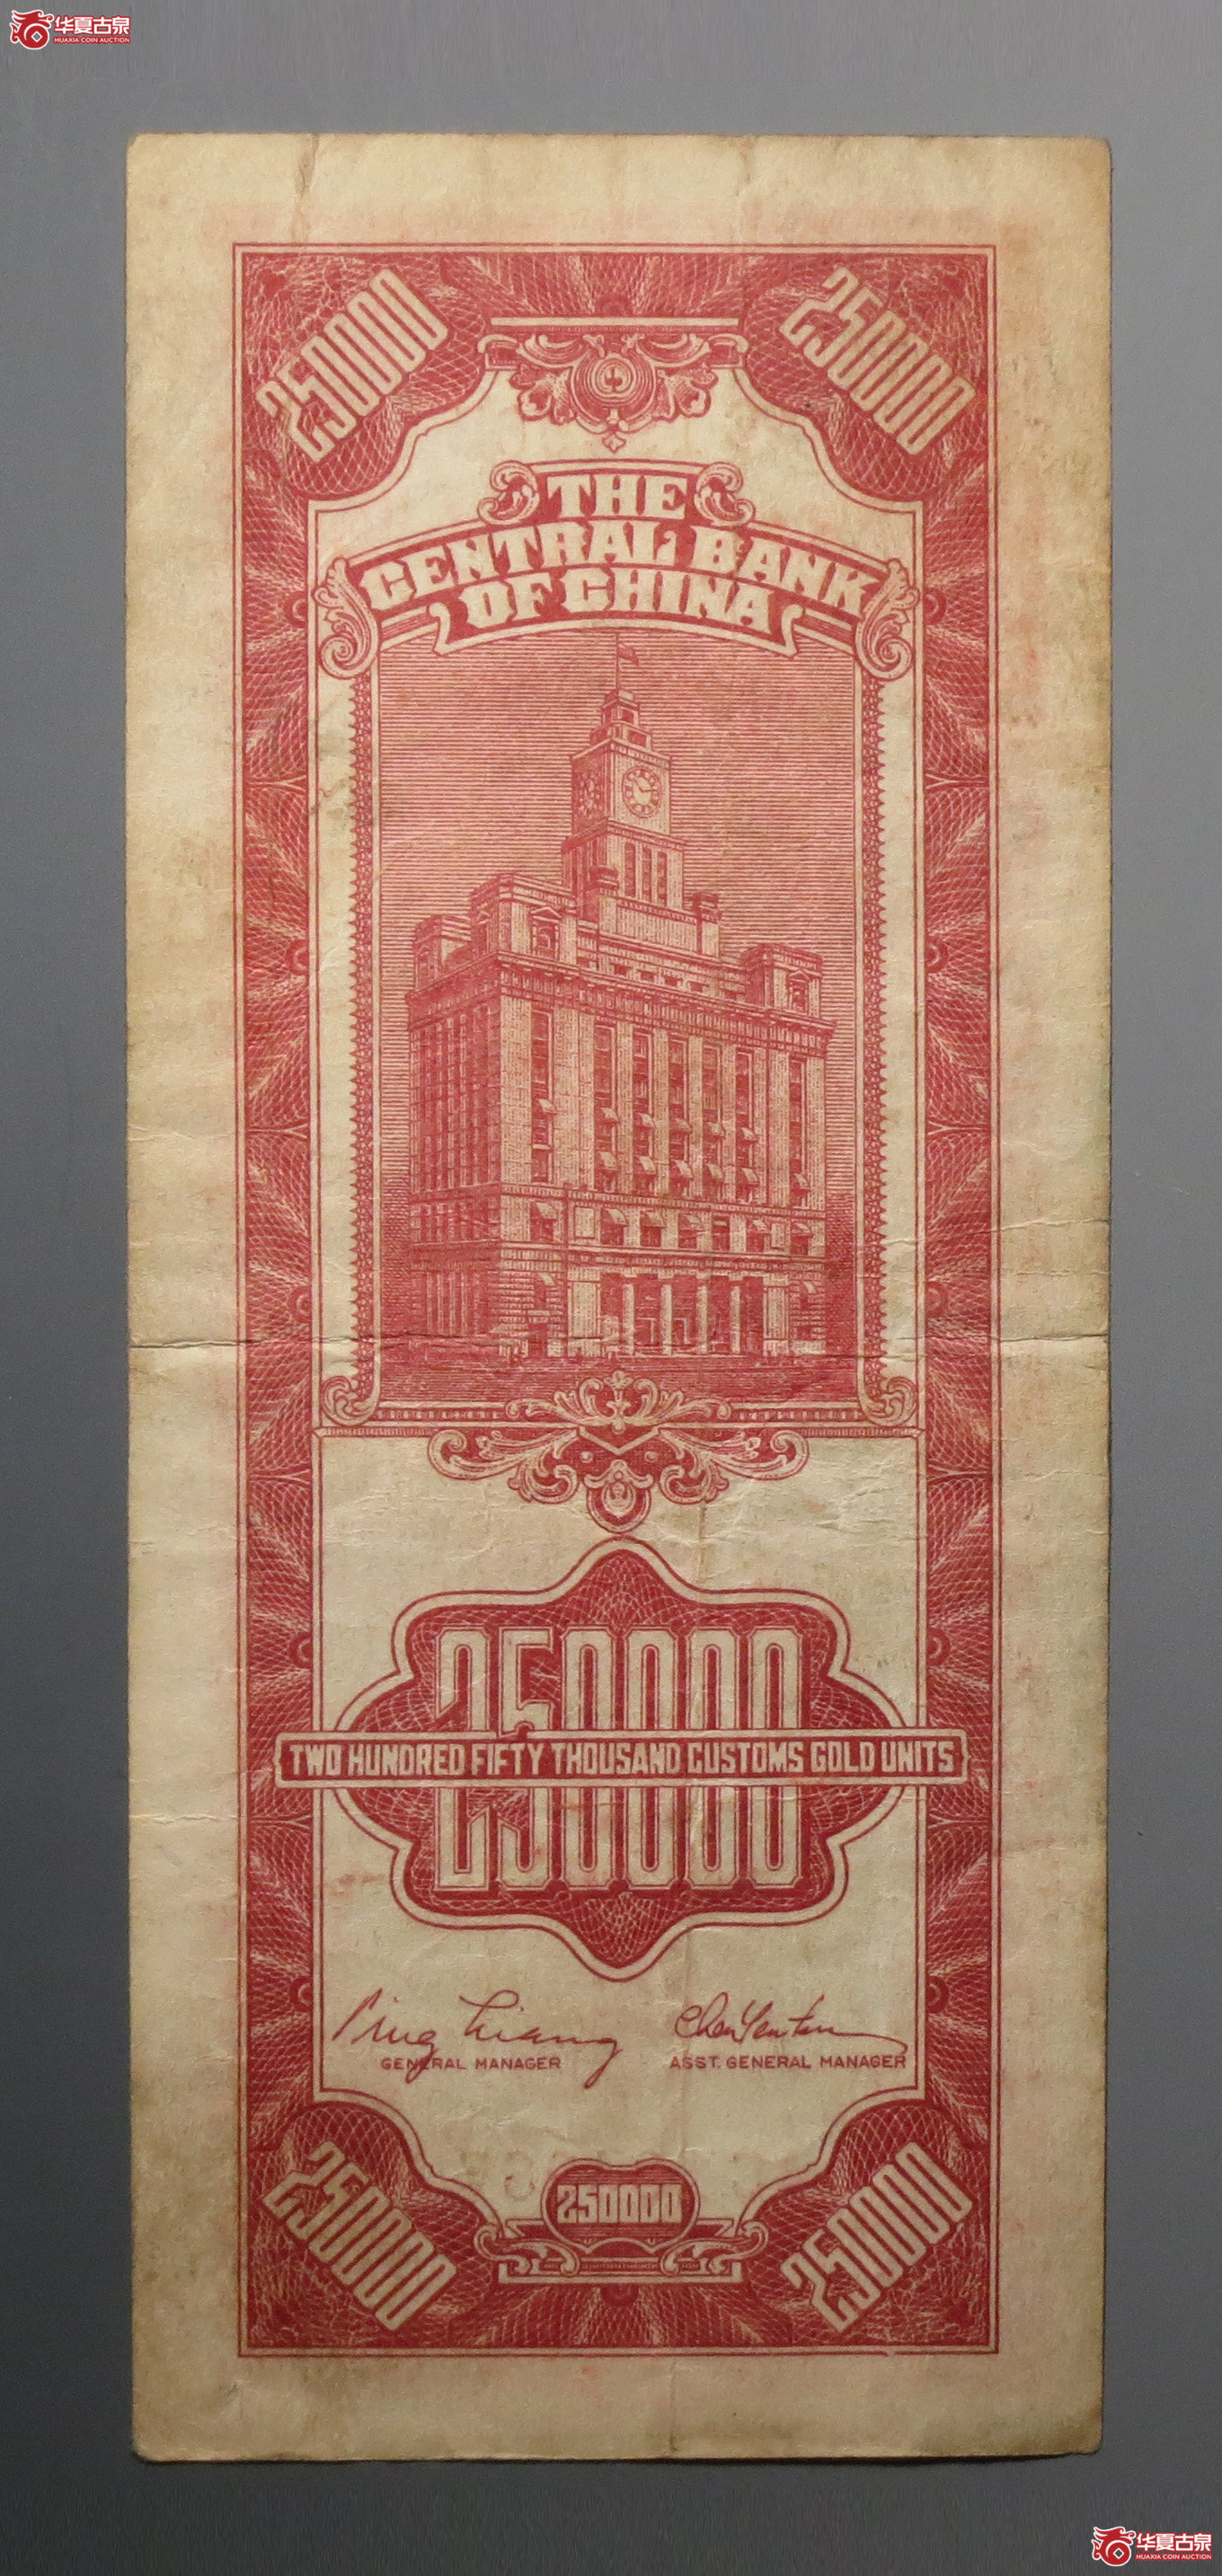 华夏古泉
HUAXIA COIN AUCTION
250000
250000
THE
CENTRAL BANK
OF CHINA
250000
TWO HUNDRED FIFTY THOUSAND CUSTOMS GOLD UNITS
250000
GENERAL MANAGER
ASST. GENERAL MANAGER
250000
250000
250000
华夏古泉
HUAXIA COIN AUCTION